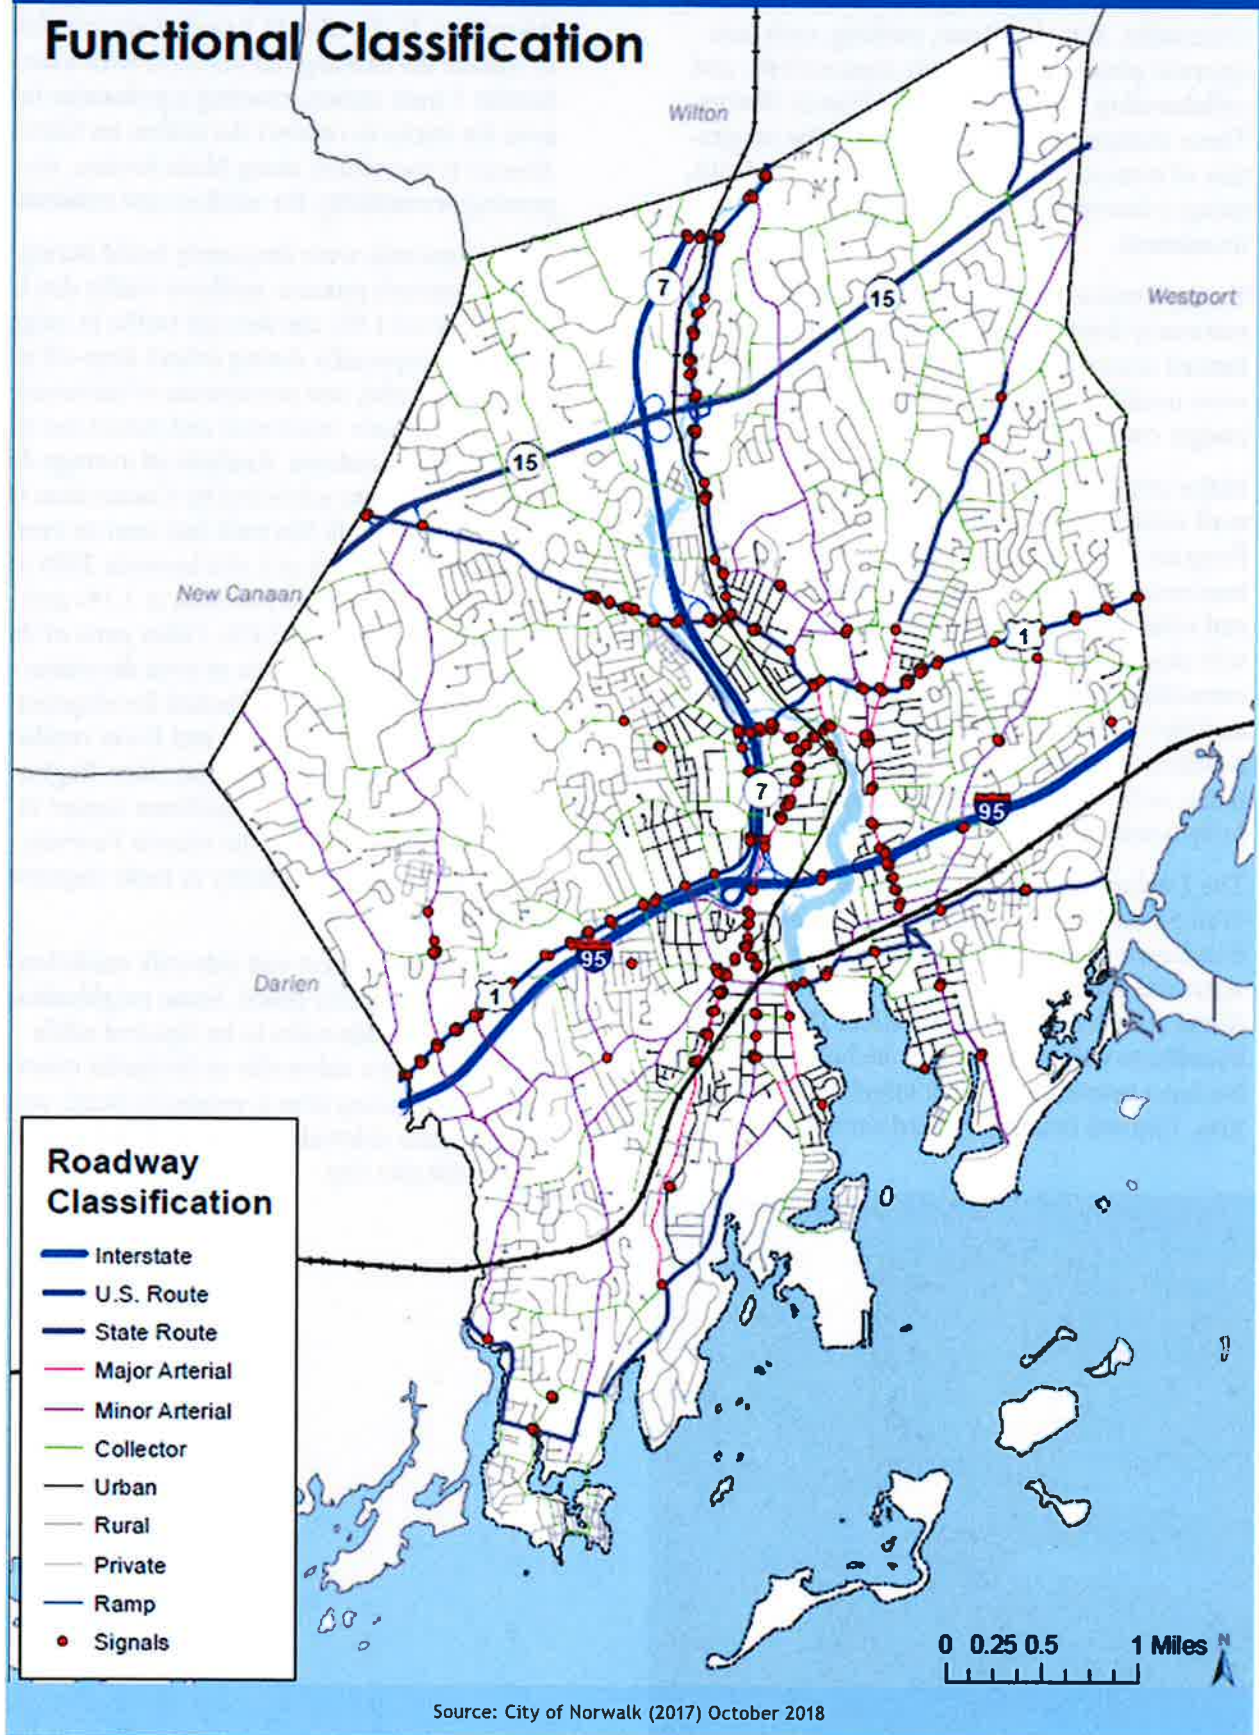 Functional Classification
Wilton
7
15
Westport
15
New Canaan
1
7
95
95
Darien
1
Roadway
Classification
Interstate
U.S. Route
State Route
Major Arterial
Minor Arterial
Collector
Urban
Rural
Private
Ramp
Signals
0 0.25 0.5 1 Miles
N
Source: City of Norwalk (2017) October 2018